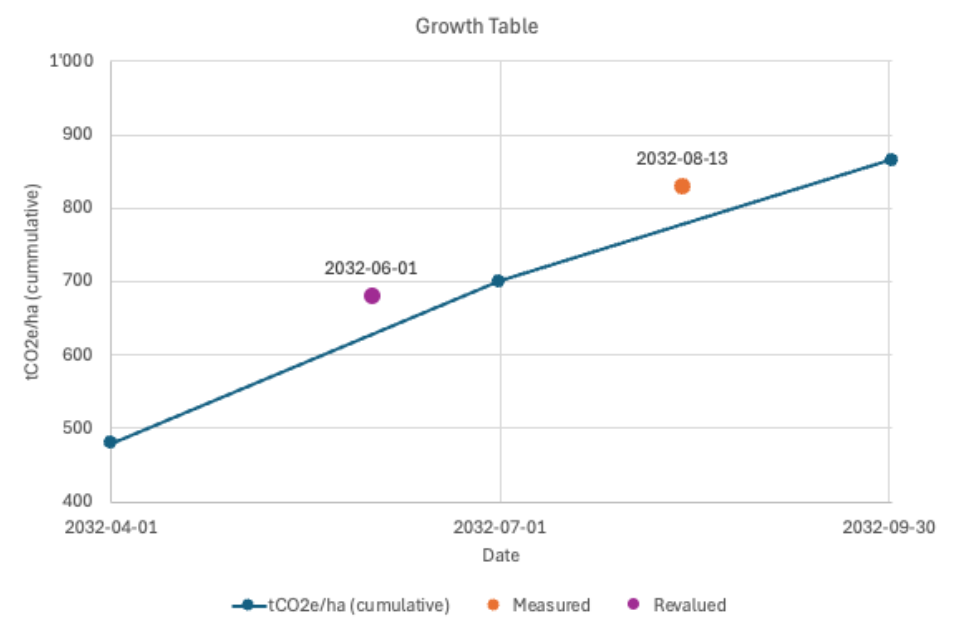 Growth Table
1'000
900
2032-08-13
800
2032-06-01
700
600
500
400
tCO2e/ha (cummulative)
2032-04-01 2032-07-01 2032-09-30
Date
tCO2e/ha (cumulative) Measured Revalued